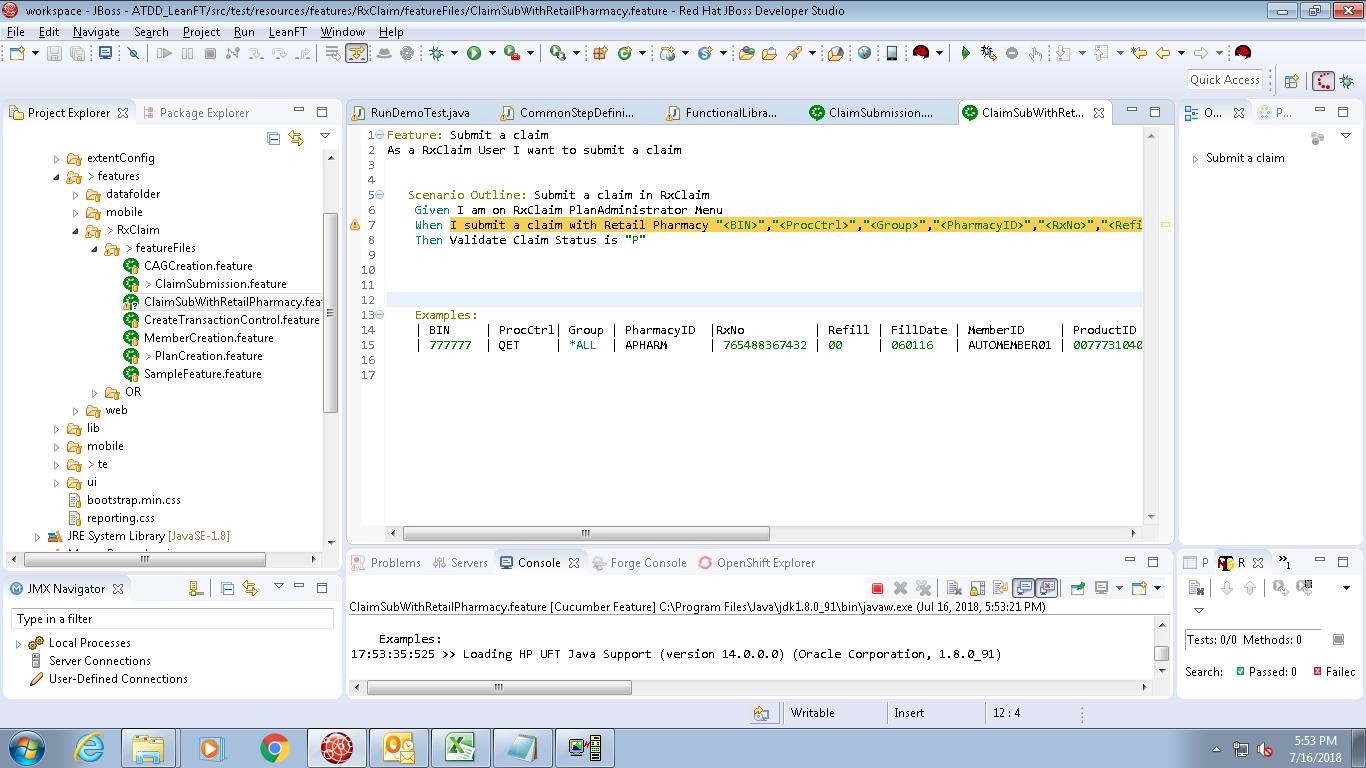 workspace - JBoss - ATDD_LeanFT/src/test/resources/features/RxClaim/featureFiles/ClaimSubWithRetailPharmacy.feature - Red Hat JBoss Developer Studio
File Edit Navigate Search Project Run LeanFT Window Help
Quick Access
Project Explorer Package Explorer
extentConfig
> features
datafolder
mobile
> RxClaim
> featureFiles
CAGCreation.feature
> ClaimSubmission.feature
ClaimSubWithRetailPharmacy.fea
CreateTransactionControl.feature
MemberCreation.feature
> PlanCreation.feature
SampleFeature.feature
OR
web
lib
mobile
> te
ui
bootstrap.min.css
reporting.css
JRE System Library [JavaSE-1.8]
RunDemoTest.java CommonStepDefini... FunctionalLibra... ClaimSubmission.... ClaimSubWithRet...
1 Feature: Submit a claim
2 As a RxClaim User I want to submit a claim
3
4
5 Scenario Outline: Submit a claim in RxClaim
6 Given I am on RxClaim PlanAdministrator Menu
7 When I submit a claim with Retail Pharmacy "<BIN>","<ProcCtrl>","<Group>","<PharmacyID>","<RxNo>","<Refi
8 Then Validate Claim Status is "P"
9
10
11
12
13 Examples:
14 | BIN | ProcCtrl| Group | PharmacyID |RxNo | Refill | FillDate | MemberID | ProductID
15 | 777777 | QET | *ALL | APHARM | 765488367432 | 00 | 060116 | AUTOMEMBER01 | 0077731040
16
17
O... P...
Submit a claim
JMX Navigator
Type in a filter
Local Processes
Server Connections
User-Defined Connections
Problems Servers Console Forge Console OpenShift Explorer
ClaimSubWithRetailPharmacy.feature [Cucumber Feature] C:\Program Files\Java\jdk1.8.0_91\bin\javaw.exe (Jul 16, 2018, 5:53:21 PM)
Examples:
17:53:35:525 >> Loading HP UFT Java Support (version 14.0.0.0) (Oracle Corporation, 1.8.0_91)
P R »1
Tests: 0/0 Methods: 0
Search: Passed: 0 Failec
Writable Insert 12 : 4
5:53 PM
7/16/2018